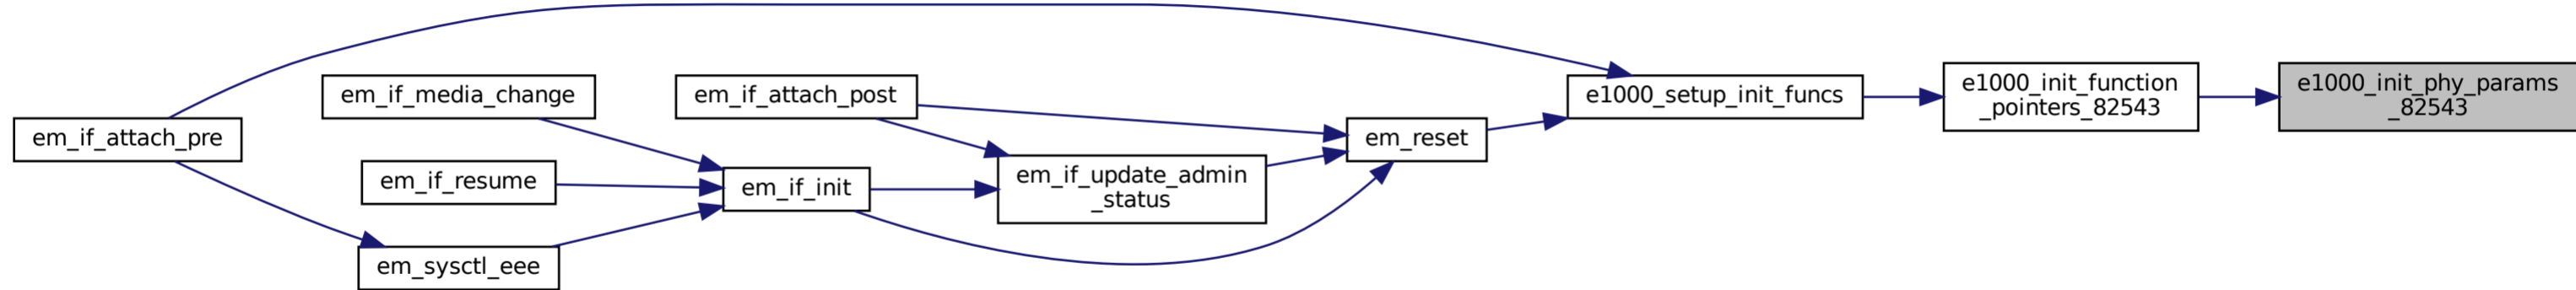 em_if_attach_pre
em_if_media_change
em_if_resume
em_sysctl_eee
em_if_attach_post
em_if_init
em_if_update_admin
_status
em_reset
e1000_setup_init_funcs
e1000_init_function
_pointers_82543
e1000_init_phy_params
_82543